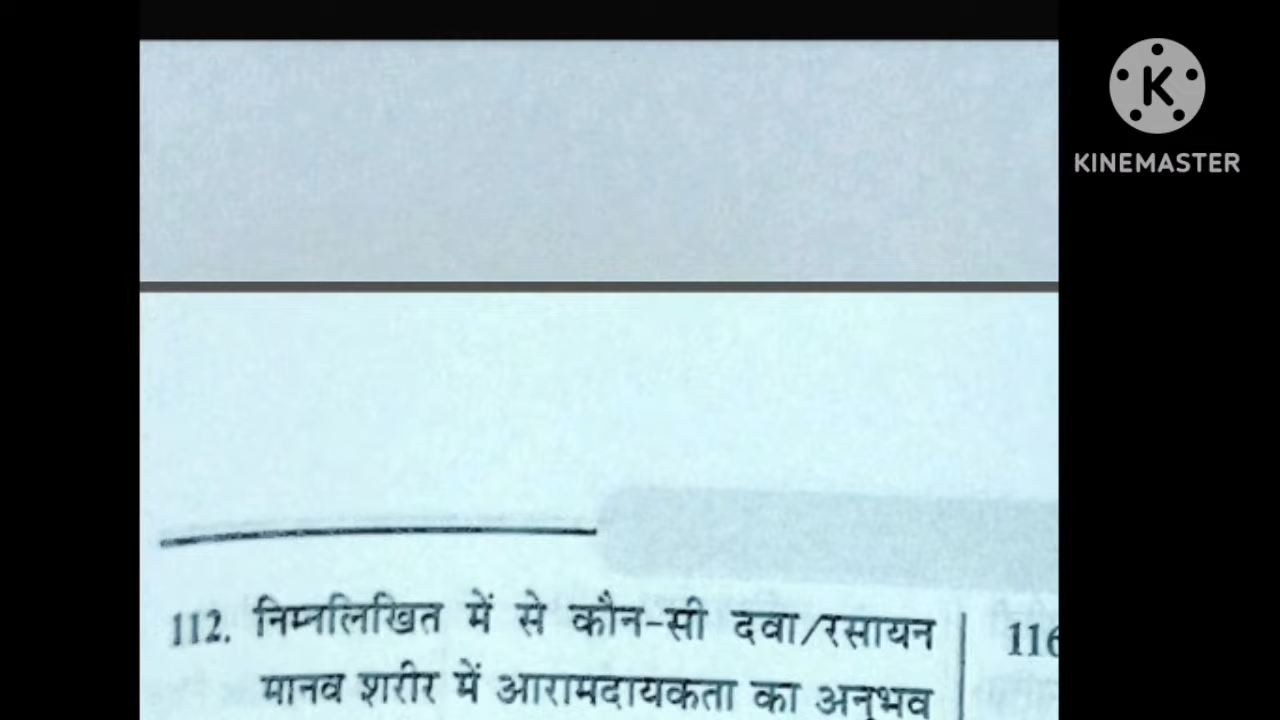 K
KINEMASTER
112. निम्नलिखित में से कौन-सी दवा/रसायन
मानव शरीर में आरामदायकता का अनुभव
116